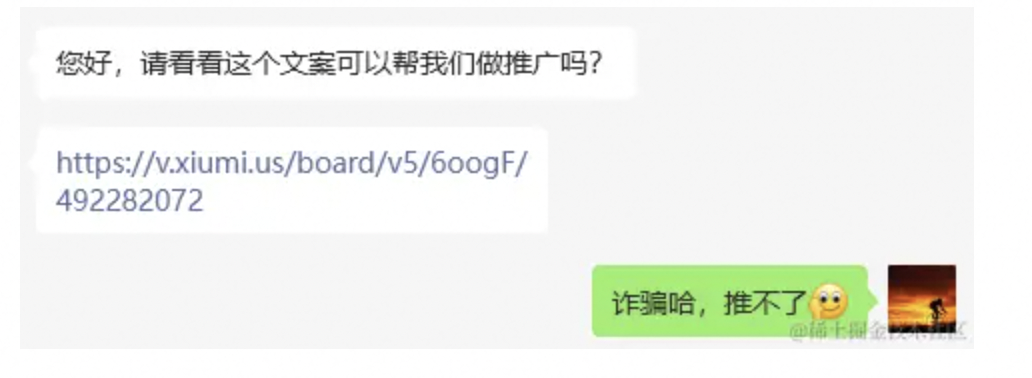 您好，请看看这个文案可以帮我们做推广吗？
https://v.xiumi.us/board/v5/6oogF/
492282072
诈骗哈，推不了
@稀土掘金技术社区